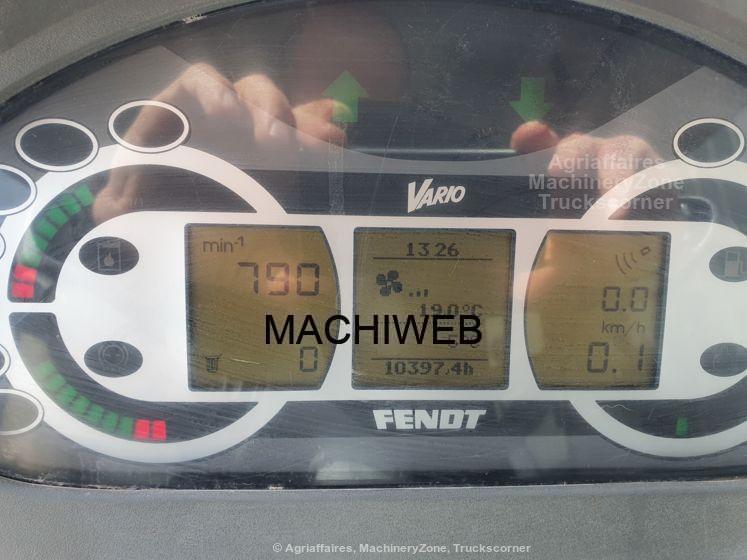 Agriaffaires
MachineryZone
Truckscorner
VARIO
min-1
790
0
13 26
19.0°C
10397.4h
0.0
km/h
0.1
MACHIWEB
FENDT
© Agriaffaires, MachineryZone, Truckscorner